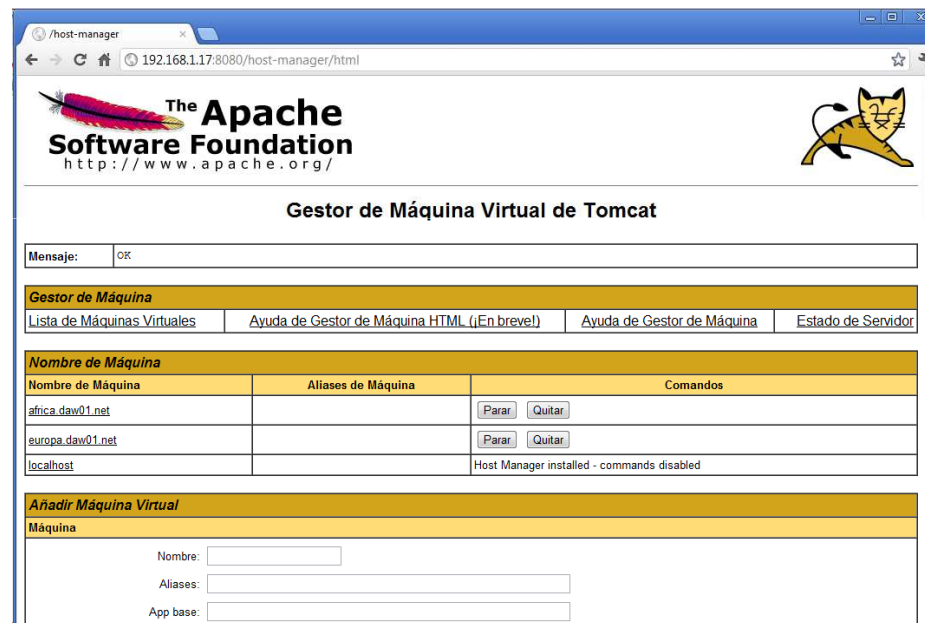 /host-manager
192.168.1.17:8080/host-manager/html
The Apache
Software Foundation
http://www.apache.org/
Gestor de Máquina Virtual de Tomcat
Mensaje: OK
Gestor de Máquina
Lista de Máquinas Virtuales Ayuda de Gestor de Máquina HTML (¡En breve!) Ayuda de Gestor de Máquina Estado de Servidor
Nombre de Máquina
Nombre de Máquina Aliases de Máquina Comandos
africa.daw01.net Parar Quitar
europa.daw01.net Parar Quitar
localhost Host Manager installed - commands disabled
Añadir Máquina Virtual
Máquina
Nombre:
Aliases:
App base: